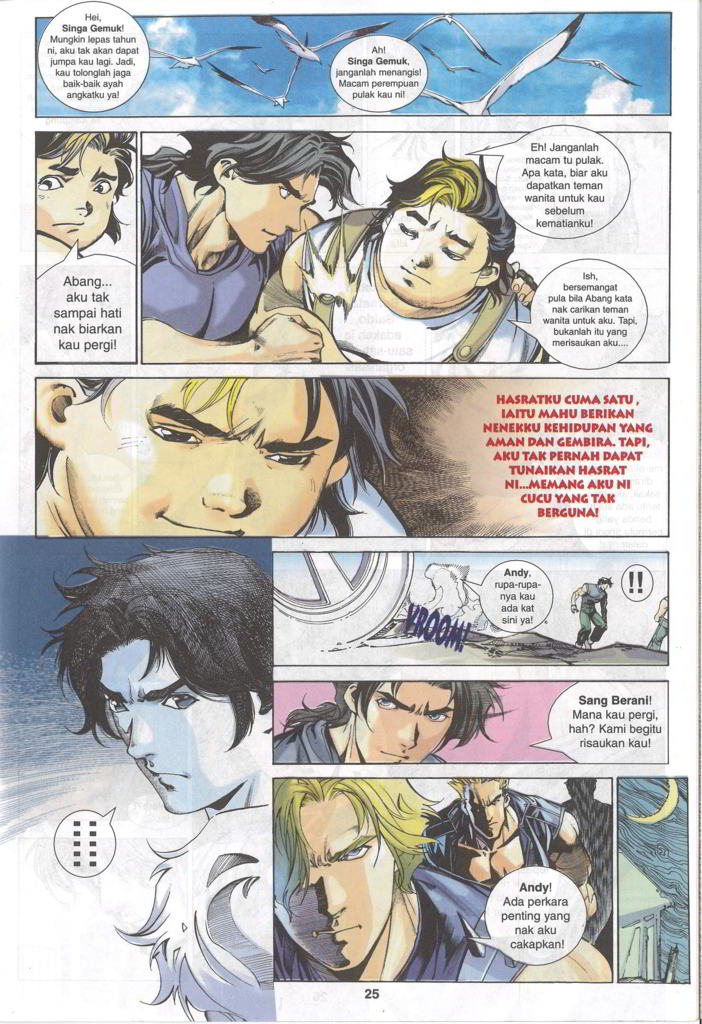 Hei,
Singa Gemuk!
Mungkin lepas tahun
ni, aku tak akan dapat
jumpa kau lagi. Jadi,
kau tolonglah jaga
baik-baik ayah
angkatku ya!
Ah!
Singa Gemuk,
janganlah menangis!
Macam perempuan
pulak kau ni!
Abang...
aku tak
sampai hati
nak biarkan
kau pergi!
Eh! Janganlah
macam tu pulak.
Apa kata, biar aku
dapatkan teman
wanita untuk kau
sebelum
kematianku!
Ish,
bersemangat
pula bila Abang kata
nak carikan teman
wanita untuk aku. Tapi,
bukanlah itu yang
merisaukan aku....
HASRATKU CUMA SATU ,
IAITU MAHU BERIKAN
NENEKKU KEHIDUPAN YANG
AMAN DAN GEMBIRA. TAPI,
AKU TAK PERNAH DAPAT
TUNAIKAN HASRAT
NI...MEMANG AKU NI
CUCU YANG TAK
BERGUNA!
Andy,
rupa-rupa-
nya kau
ada kat
sini ya!
!!
VROOM!
Sang Berani!
Mana kau pergi,
hah? Kami begitu
risaukan kau!
Andy!
Ada perkara
penting yang
nak aku
cakapkan!
25